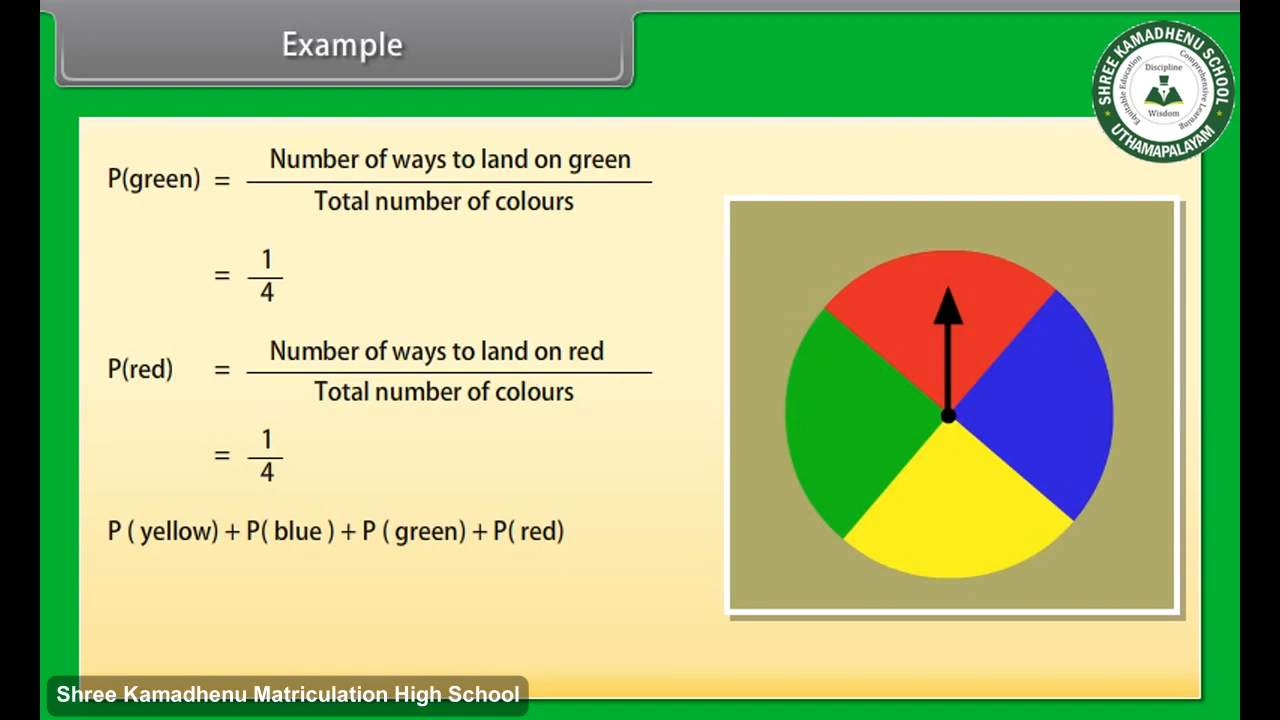 Example
SHREE KAMADHENU SCHOOL
Equitable Education
Discipline
Comprehensive Learning
Wisdom
UTHAMAPALAYAM
P(green) = Number of ways to land on green
Total number of colours
= 1
4
P(red) = Number of ways to land on red
Total number of colours
= 1
4
P ( yellow) + P( blue ) + P ( green) + P( red)
Shree Kamadhenu Matriculation High School